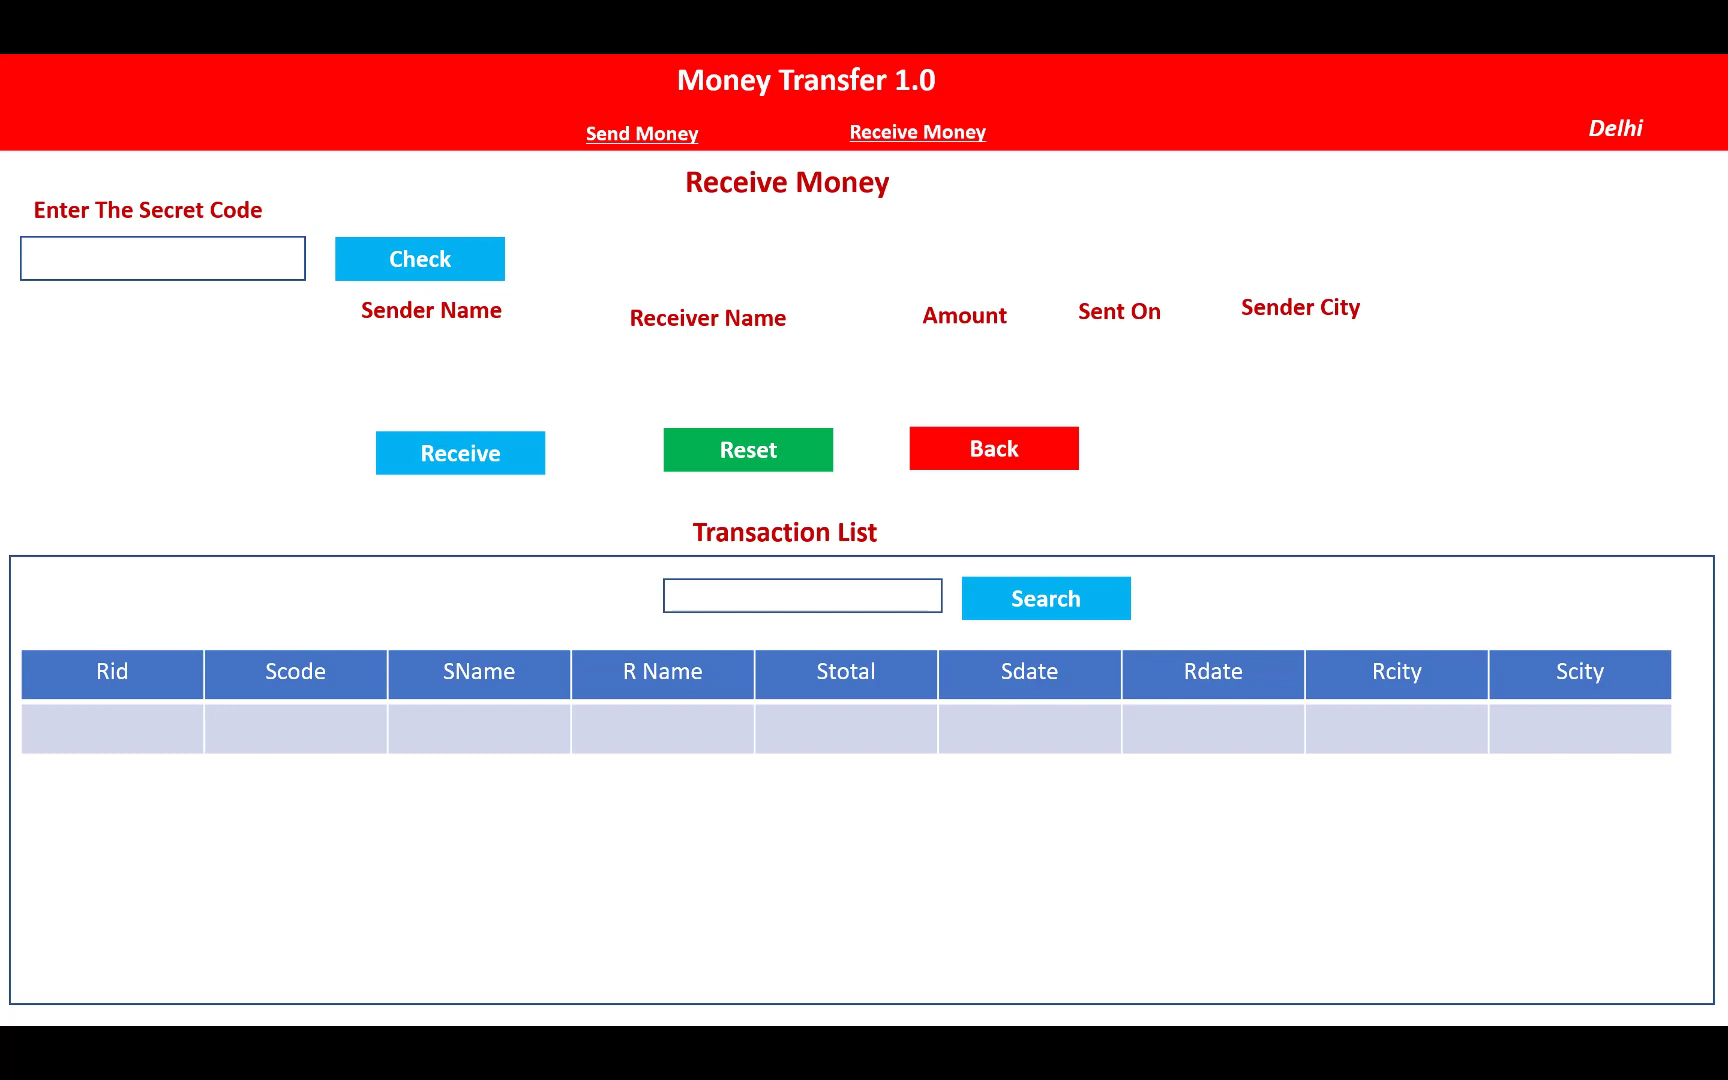 Money Transfer 1.0
Send Money
Receive Money
Delhi
Receive Money
Enter The Secret Code
Check
Sender Name
Receiver Name
Amount
Sent On
Sender City
Receive
Reset
Back
Transaction List
Search
Rid
Scode
SName
R Name
Stotal
Sdate
Rdate
Rcity
Scity